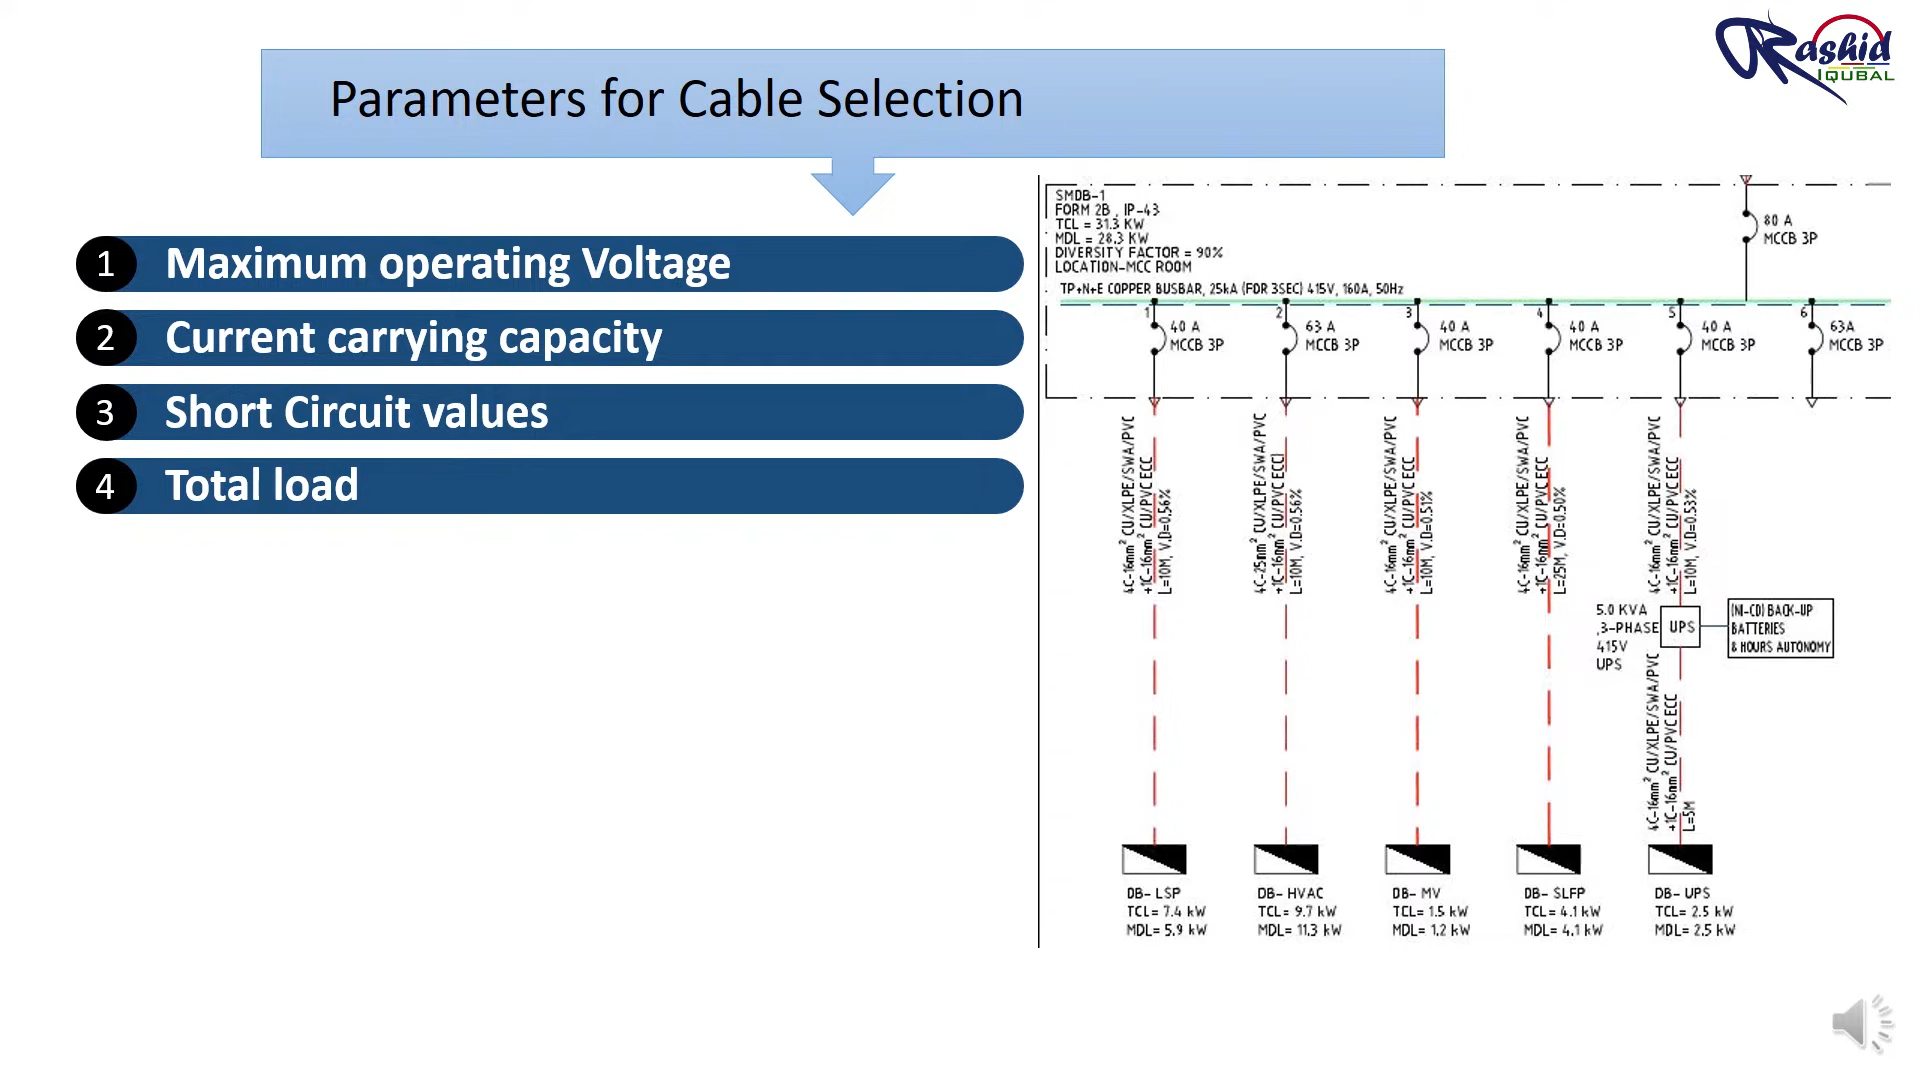 Rashid
IQUBAL
Parameters for Cable Selection
1 Maximum operating Voltage
2 Current carrying capacity
3 Short Circuit values
4 Total load
SMDB-1
FORM 2B , IP-43
TCL = 31.3 KW
MDL = 28.3 KW
DIVERSITY FACTOR = 90%
LOCATION-MCC ROOM
80 A
MCCB 3P
TP+N+E COPPER BUSBAR, 25kA (FOR 3SEC) 415V, 160A, 50Hz
1
40 A
MCCB 3P
2
63 A
MCCB 3P
3
40 A
MCCB 3P
4
40 A
MCCB 3P
5
40 A
MCCB 3P
6
63A
MCCB 3P
4C-16mm² CU/XLPE/SWA/PVC
+1C-16mm² CU/PVC ECC
L=10M, V.D=0.56%
4C-25mm² CU/XLPE/SWA/PVC
+1C-16mm² CU/PVC ECC)
L=10M, V.D=0.56%
4C-16mm² CU/XLPE/SWA/PVC
+1C-16mm² CU/PVC ECC
L=10M, V.D=0.51%
4C-16mm² CU/XLPE/SWA/PVC
+1C-16mm² CU/PVC ECC
L=25M, V.D=0.50%
4C-16mm² CU/XLPE/SWA/PVC
+1C-16mm² CU/PVC ECC
L=10M, V.D=0.53%
5.0 KVA
,3-PHASE
415V
UPS
UPS
(NI-CD) BACK-UP
BATTERIES
8 HOURS AUTONOMY
4C-16mm² CU/XLPE/SWA/PVC
+1C-16mm² CU/PVC ECC
L=5M
DB- LSP
TCL= 7.4 kW
MDL= 5.9 kW
DB- HVAC
TCL= 9.7 kW
MDL= 11.3 kW
DB- MV
TCL= 1.5 kW
MDL= 1.2 kW
DB- SLFP
TCL= 4.1 kW
MDL= 4.1 kW
DB- UPS
TCL= 2.5 kW
MDL= 2.5 kW